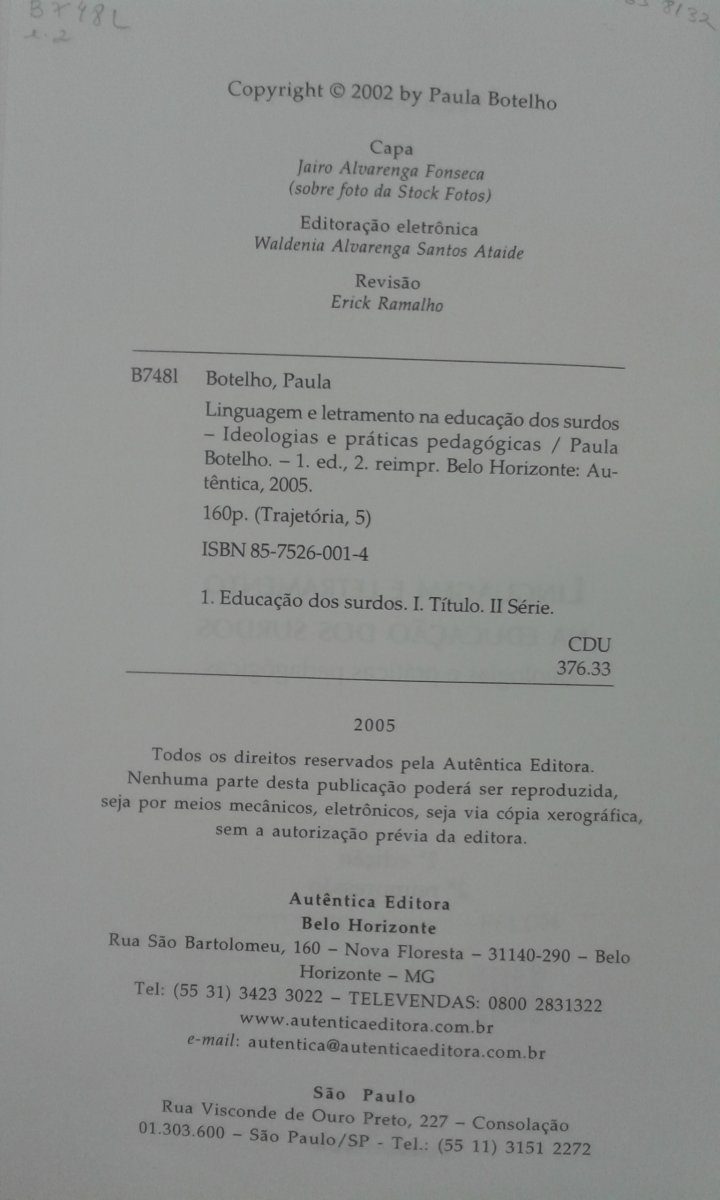 B748L
e.2
8132
Copyright © 2002 by Paula Botelho
Capa
Jairo Alvarenga Fonseca
(sobre foto da Stock Fotos)
Editoração eletrônica
Waldenia Alvarenga Santos Ataide
Revisão
Erick Ramalho
B748l Botelho, Paula
Linguagem e letramento na educação dos surdos
– Ideologias e práticas pedagógicas / Paula
Botelho. – 1. ed., 2. reimpr. Belo Horizonte: Au-
têntica, 2005.
160p. (Trajetória, 5)
ISBN 85-7526-001-4
1. Educação dos surdos. I. Título. II Série.
CDU
376.33
2005
Todos os direitos reservados pela Autêntica Editora.
Nenhuma parte desta publicação poderá ser reproduzida,
seja por meios mecânicos, eletrônicos, seja via cópia xerográfica,
sem a autorização prévia da editora.
Autêntica Editora
Belo Horizonte
Rua São Bartolomeu, 160 – Nova Floresta – 31140-290 – Belo
Horizonte – MG
Tel: (55 31) 3423 3022 – TELEVENDAS: 0800 2831322
www.autenticaeditora.com.br
e-mail: autentica@autenticaeditora.com.br
São Paulo
Rua Visconde de Ouro Preto, 227 – Consolação
01.303.600 – São Paulo/SP - Tel.: (55 11) 3151 2272